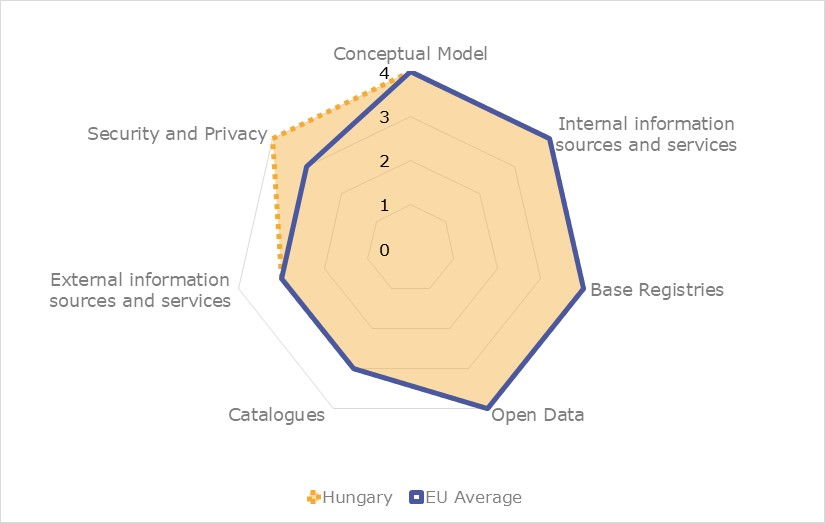 Conceptual Model
4
Internal information
sources and services
3
Security and Privacy
2
1
0
External information
sources and services
Base Registries
Catalogues
Open Data
Hungary
EU Average